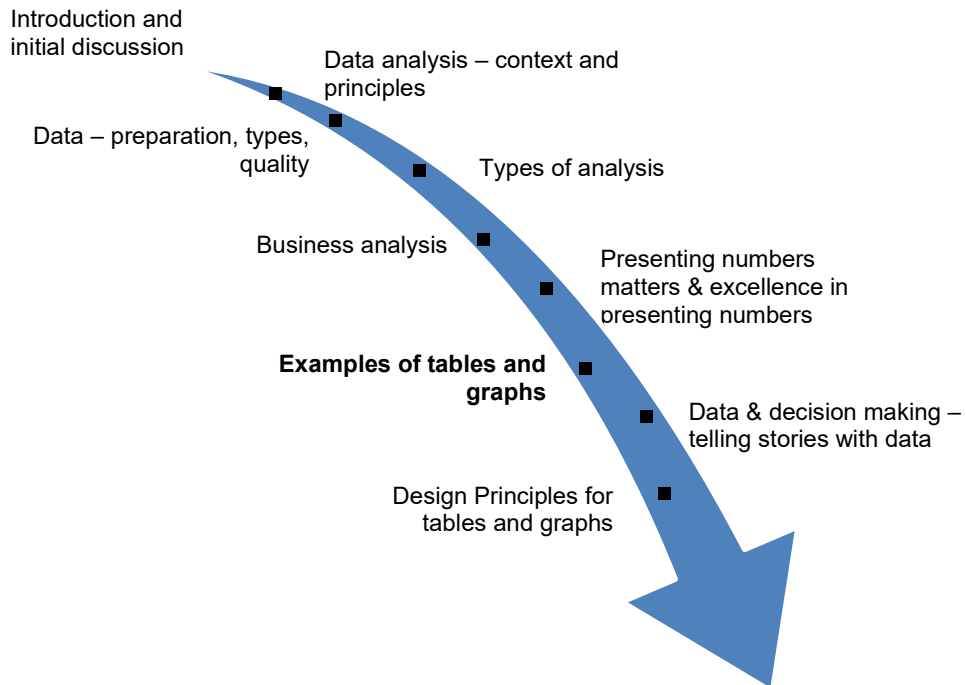 Introduction and
initial discussion
Data analysis – context and
principles
Data – preparation, types,
quality
Types of analysis
Business analysis
Presenting numbers
matters & excellence in
presenting numbers
Examples of tables and
graphs
Data & decision making –
telling stories with data
Design Principles for
tables and graphs